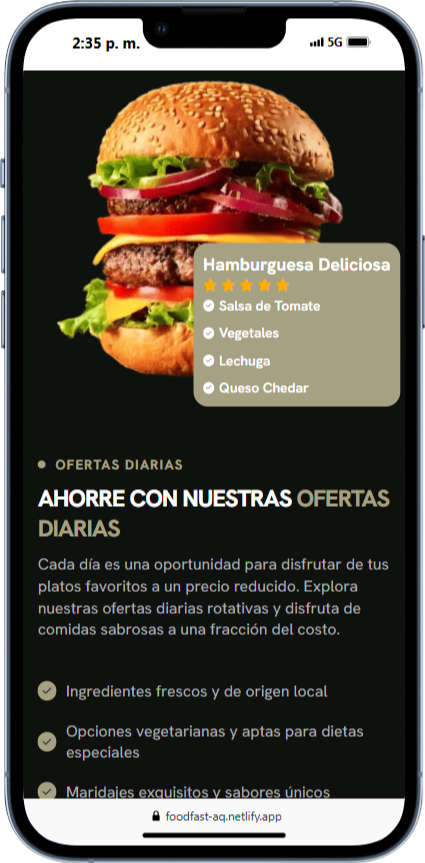 2:35 p. m.
5G
Hamburguesa Deliciosa
Salsa de Tomate
Vegetales
Lechuga
Queso Chedar
OFERTAS DIARIAS
AHORRE CON NUESTRAS OFERTAS
DIARIAS
Cada día es una oportunidad para disfrutar de tus
platos favoritos a un precio reducido. Explora
nuestras ofertas diarias rotativas y disfruta de
comidas sabrosas a una fracción del costo.
Ingredientes frescos y de origen local
Opciones vegetarianas y aptas para dietas
especiales
Maridajes exquisitos y sabores únicos
foodfast-aq.netlify.app